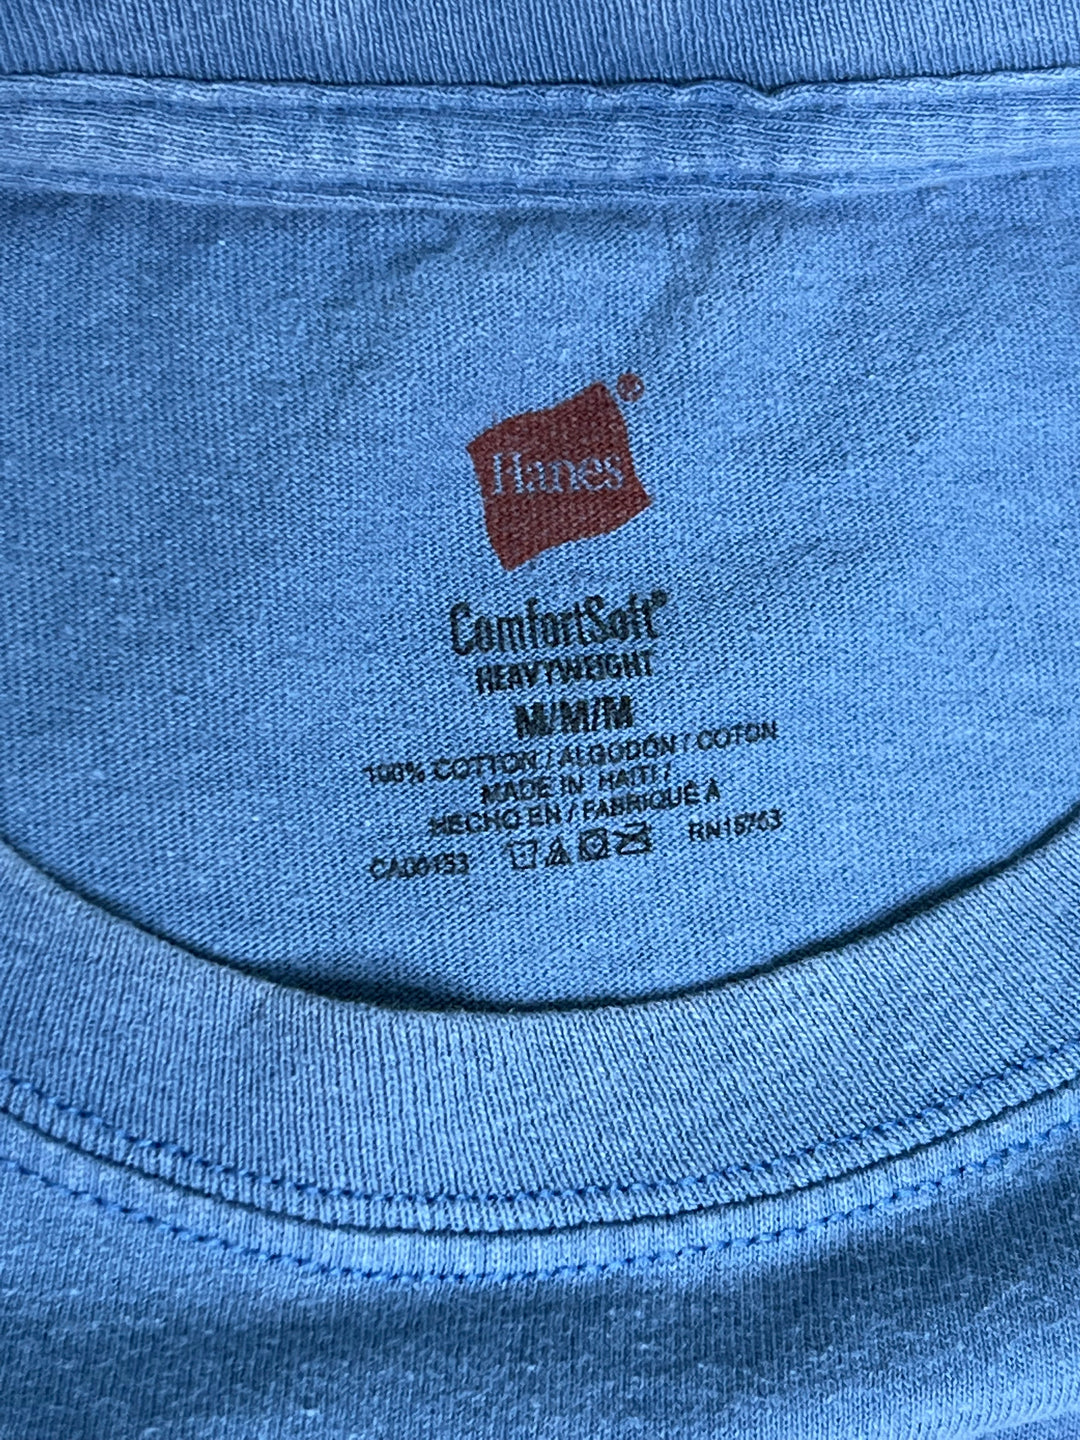 Hanes®
ComfortSoft®
HEAVYWEIGHT
M/M/M
100% COTTON / ALGODÓN / COTON
MADE IN HAITI /
HECHO EN / FABRIQUÉ À
CA00153 RN15763